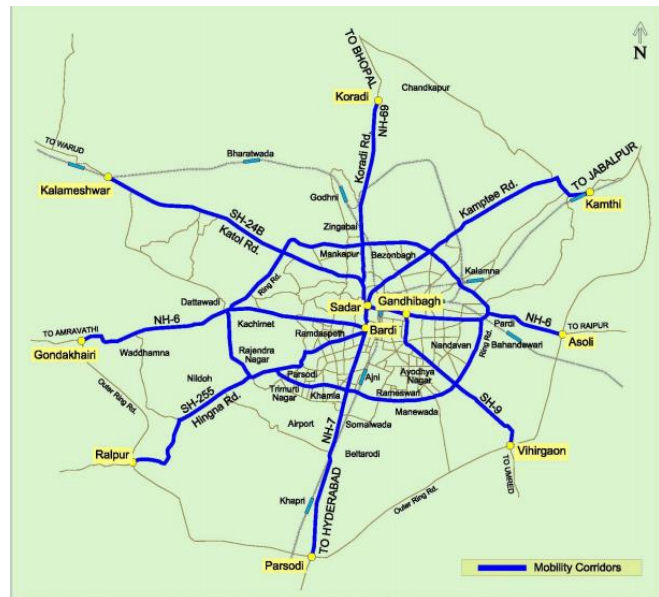 N
TO BHOPAL
Chandkapur
Koradi
NH-69
Koradi Rd.
TO WARUD
Bharatwada
TO JABALPUR
Kamptee Rd.
Kalameshwar
Godhni
Kamthi
SH-24B
Katol Rd.
Zingabai
Mankapur
Bezonbagh
Kalamna
Ring Rd.
Dattawadi
Sadar
Gandhibagh
NH-6
NH-6
TO AMRAVATHI
Kachimet
Ramdaspeth
Bardi
Pardi
TO RAIPUR
Gondakhairi
Waddhamna
Rajendra
Nagar
Nandavan
Ring Rd.
Bahandewari
Asoli
Nildoh
Parsodi
Ajni
Ayodhya
Nagar
Outer Ring Rd.
SH-255
Hingna Rd.
Trimurti
Nagar
Khamla
Rameswari
Manewada
SH-9
Airport
NH-7
Somalwada
Ralpur
Beltarodi
Vihirgaon
TO UMRED
Khapri
TO HYDERABAD
Outer Ring Rd.
Parsodi
Mobility Corridors